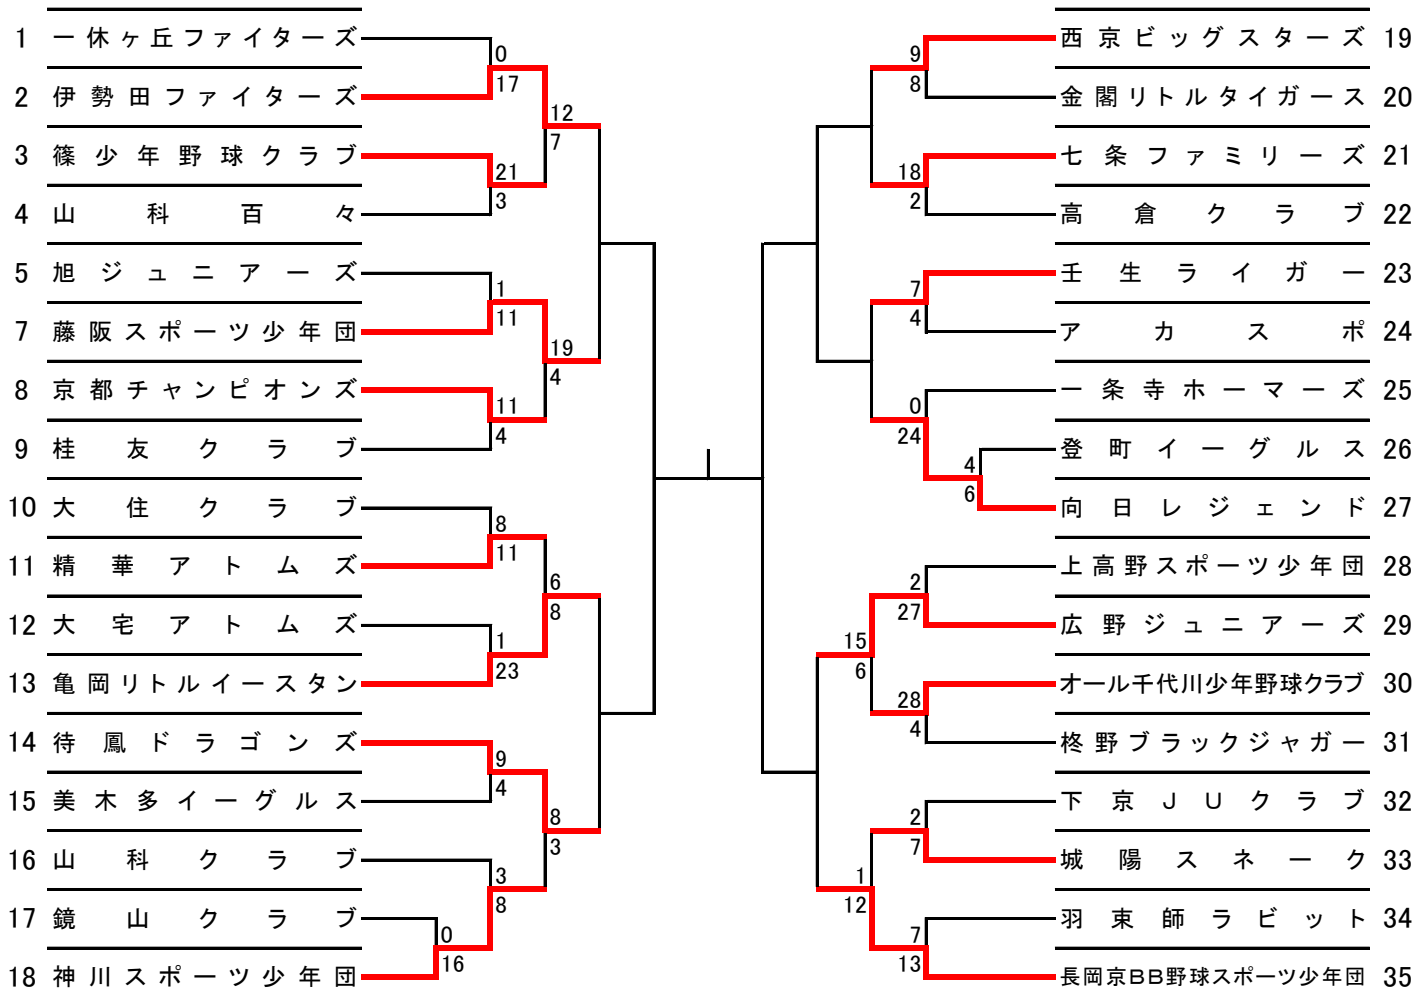 1 一休ヶ丘ファイターズ
0
17
2 伊勢田ファイターズ
12
7
3 篠少年野球クラブ
21
3
4 山科百々
5 旭ジュニアーズ
1
11
7 藤阪スポーツ少年団
19
4
8 京都チャンピオンズ
11
4
9 桂友クラブ
10 大住クラブ
8
11
11 精華アトムズ
6
8
12 大宅アトムズ
1
23
13 亀岡リトルイースタン
14 待鳳ドラゴンズ
9
4
15 美木多イーグルス
8
3
16 山科クラブ
3
8
17 鏡山クラブ
0
16
18 神川スポーツ少年団
西京ビッグスターズ 19
9
8
金閣リトルタイガース 20
七条ファミリーズ 21
18
2
高倉クラブ 22
壬生ライガー 23
7
4
アカスポ 24
一条寺ホーマーズ 25
0
24
登町イーグルス 26
4
6
向日レジェンド 27
上高野スポーツ少年団 28
2
27
広野ジュニアーズ 29
15
6
オール千代川少年野球クラブ 30
28
4
柊野ブラックジャガー 31
下京JUクラブ 32
2
7
城陽スネーク 33
1
12
羽束師ラビット 34
7
13
長岡京BB野球スポーツ少年団 35